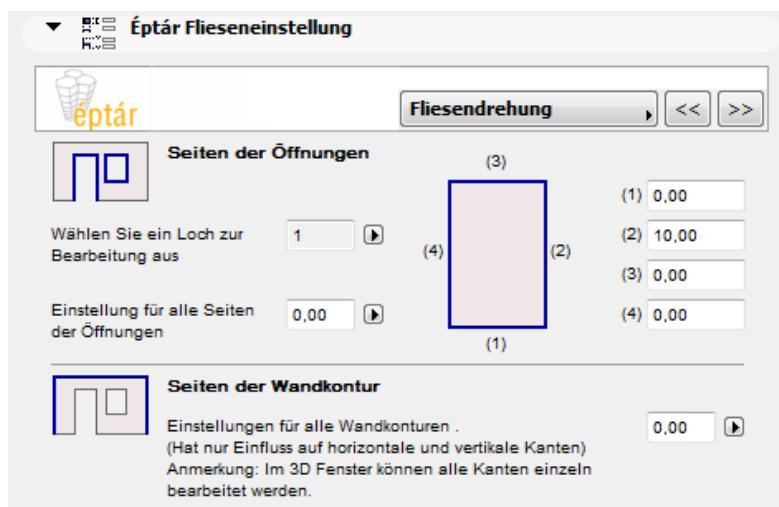 Éptár Flieseneinstellung
éptár
Fliesendrehung
<< >>
Seiten der Öffnungen
(3)
(1) 0,00
Wählen Sie ein Loch zur
Bearbeitung aus
1
(4)
(2)
(2) 10,00
(3) 0,00
Einstellung für alle Seiten
der Öffnungen
0,00
(4) 0,00
(1)
Seiten der Wandkontur
Einstellungen für alle Wandkonturen .
0,00
(Hat nur Einfluss auf horizontale und vertikale Kanten)
Anmerkung: Im 3D Fenster können alle Kanten einzeln
bearbeitet werden.